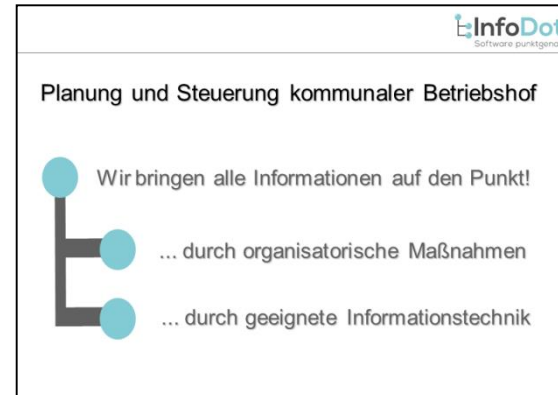 InfoDot
Software punktgenau
Planung und Steuerung kommunaler Betriebshof
Wir bringen alle Informationen auf den Punkt!
... durch organisatorische Maßnahmen
... durch geeignete Informationstechnik